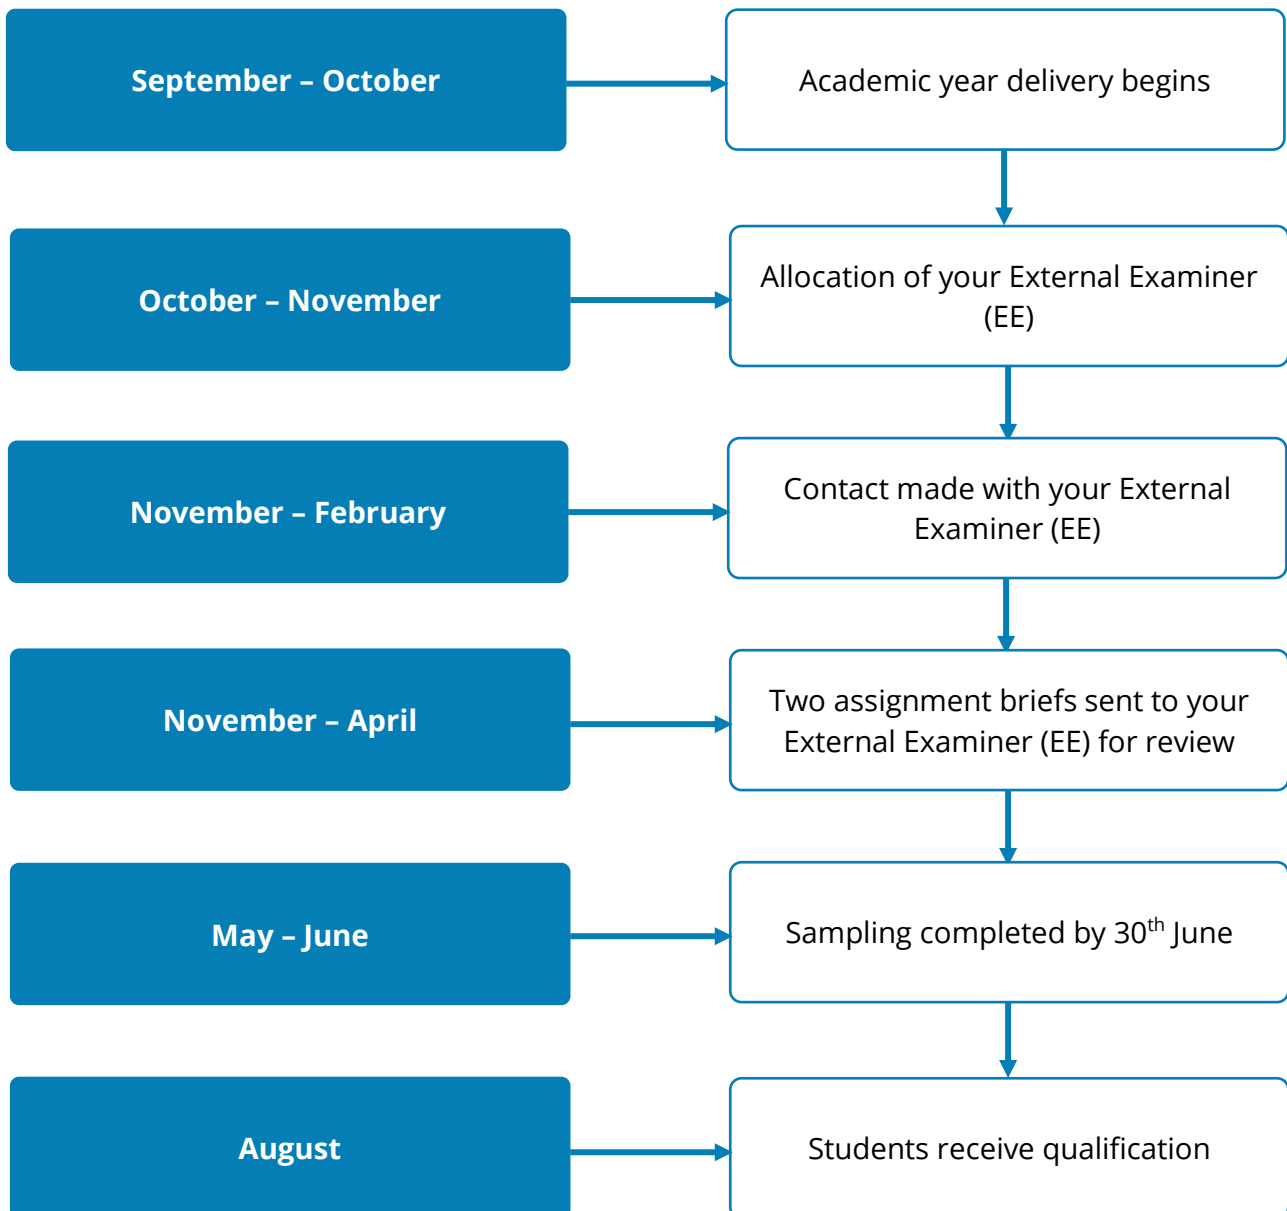 September – October
Academic year delivery begins
October – November
Allocation of your External Examiner
(EE)
November – February
Contact made with your External
Examiner (EE)
November – April
Two assignment briefs sent to your
External Examiner (EE) for review
May – June
Sampling completed by 30th June
August
Students receive qualification